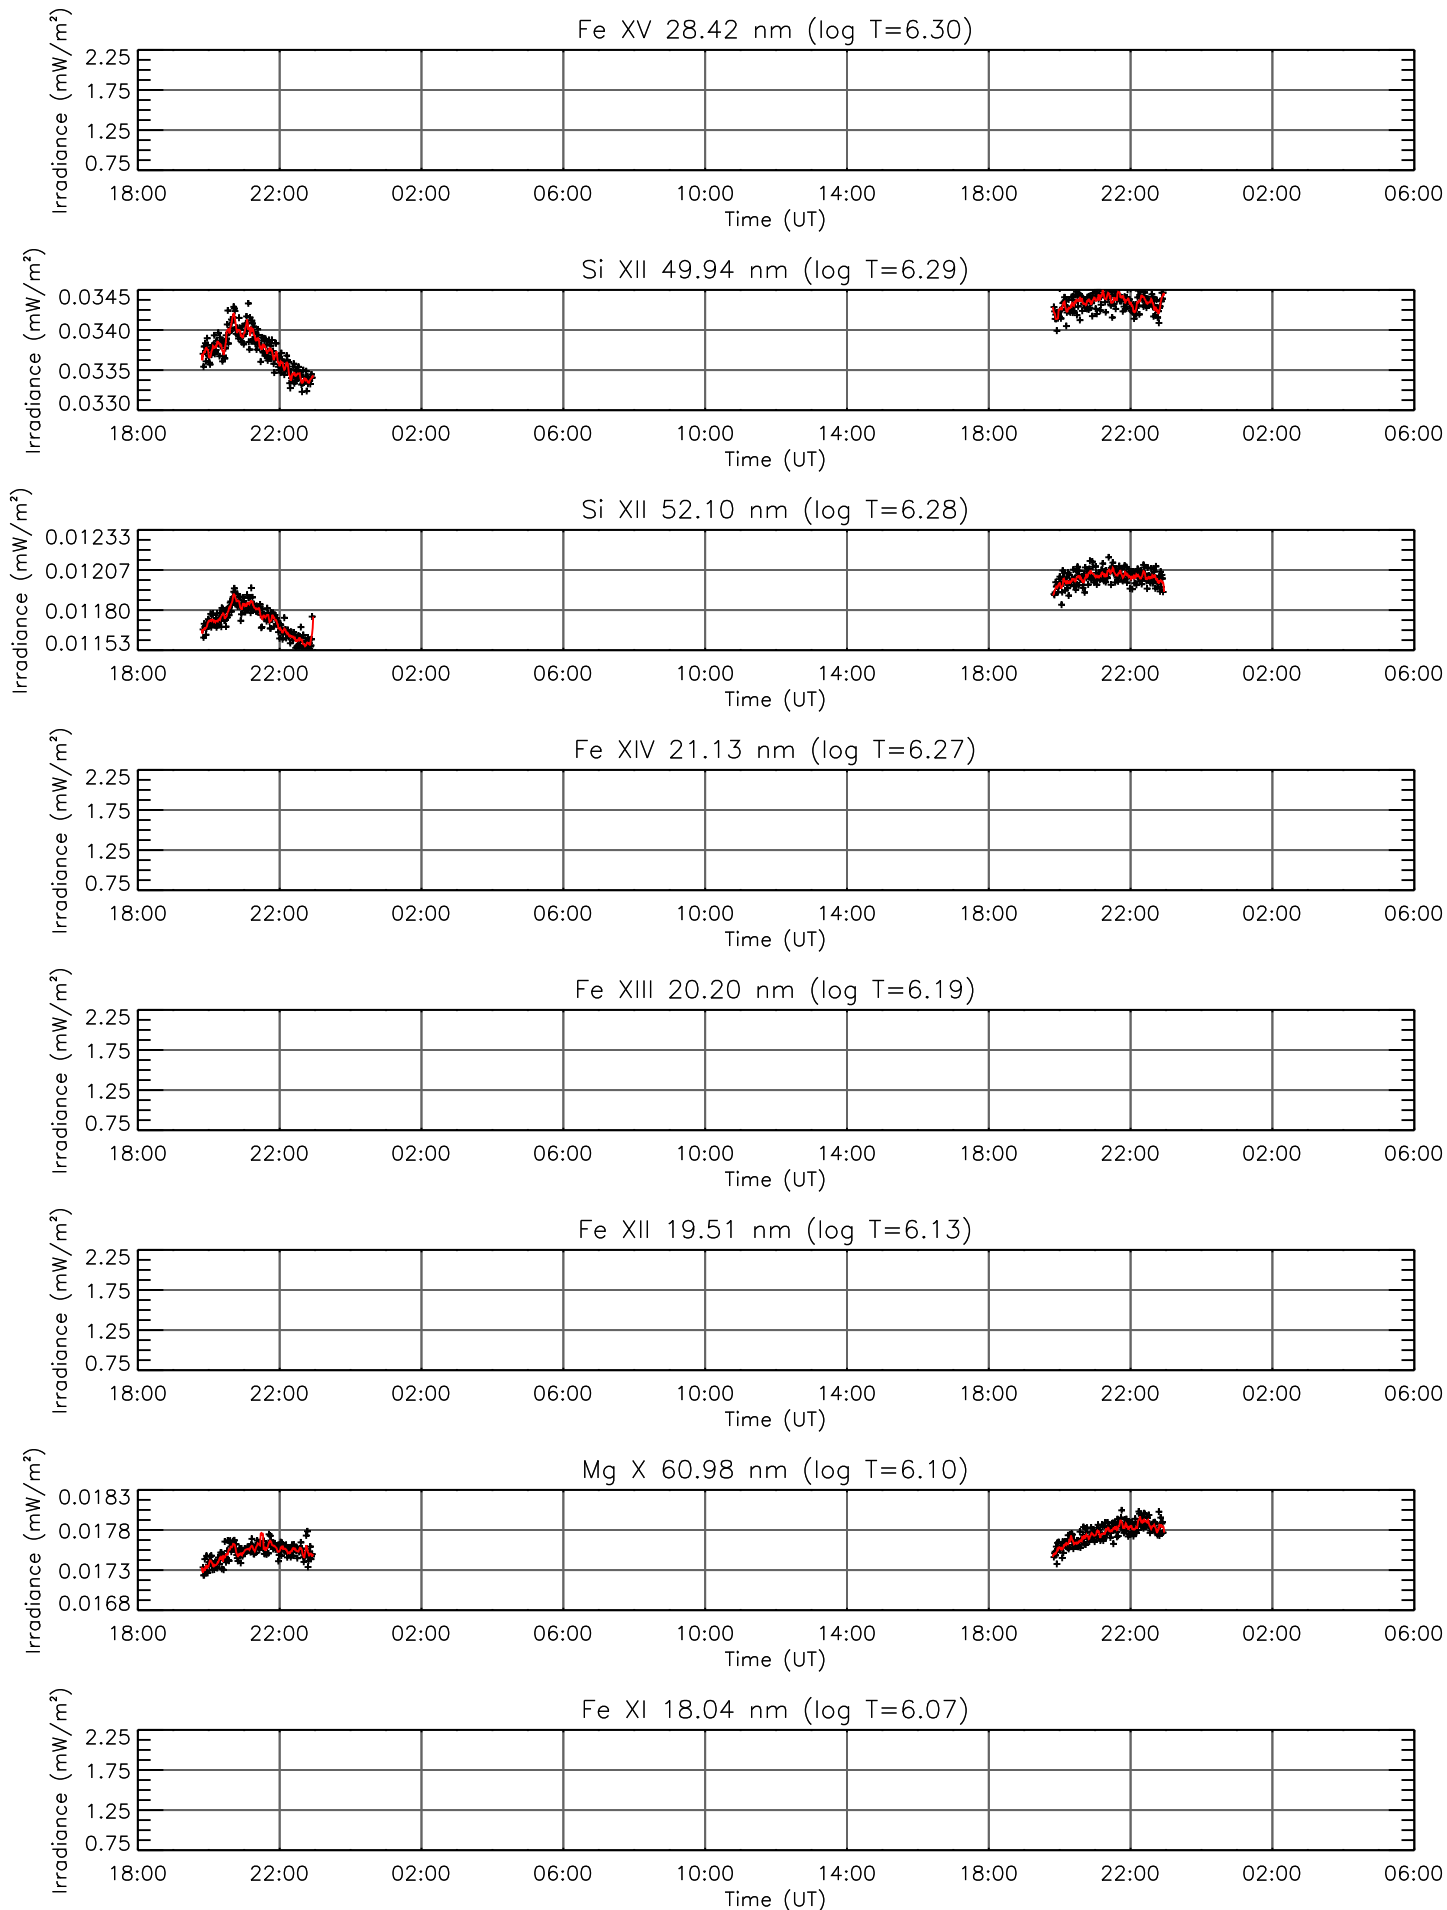 Fe XV 28.42 nm (log T=6.30)
Irradiance (mW/m²)
2.25
1.75
1.25
0.75
18:00 22:00 02:00 06:00 10:00 14:00 18:00 22:00 02:00 06:00
Time (UT)
Si XII 49.94 nm (log T=6.29)
Irradiance (mW/m²)
0.0345
0.0340
0.0335
0.0330
18:00 22:00 02:00 06:00 10:00 14:00 18:00 22:00 02:00 06:00
Time (UT)
Si XII 52.10 nm (log T=6.28)
Irradiance (mW/m²)
0.01233
0.01207
0.01180
0.01153
18:00 22:00 02:00 06:00 10:00 14:00 18:00 22:00 02:00 06:00
Time (UT)
Fe XIV 21.13 nm (log T=6.27)
Irradiance (mW/m²)
2.25
1.75
1.25
0.75
18:00 22:00 02:00 06:00 10:00 14:00 18:00 22:00 02:00 06:00
Time (UT)
Fe XIII 20.20 nm (log T=6.19)
Irradiance (mW/m²)
2.25
1.75
1.25
0.75
18:00 22:00 02:00 06:00 10:00 14:00 18:00 22:00 02:00 06:00
Time (UT)
Fe XII 19.51 nm (log T=6.13)
Irradiance (mW/m²)
2.25
1.75
1.25
0.75
18:00 22:00 02:00 06:00 10:00 14:00 18:00 22:00 02:00 06:00
Time (UT)
Mg X 60.98 nm (log T=6.10)
Irradiance (mW/m²)
0.0183
0.0178
0.0173
0.0168
18:00 22:00 02:00 06:00 10:00 14:00 18:00 22:00 02:00 06:00
Time (UT)
Fe XI 18.04 nm (log T=6.07)
Irradiance (mW/m²)
2.25
1.75
1.25
0.75
18:00 22:00 02:00 06:00 10:00 14:00 18:00 22:00 02:00 06:00
Time (UT)